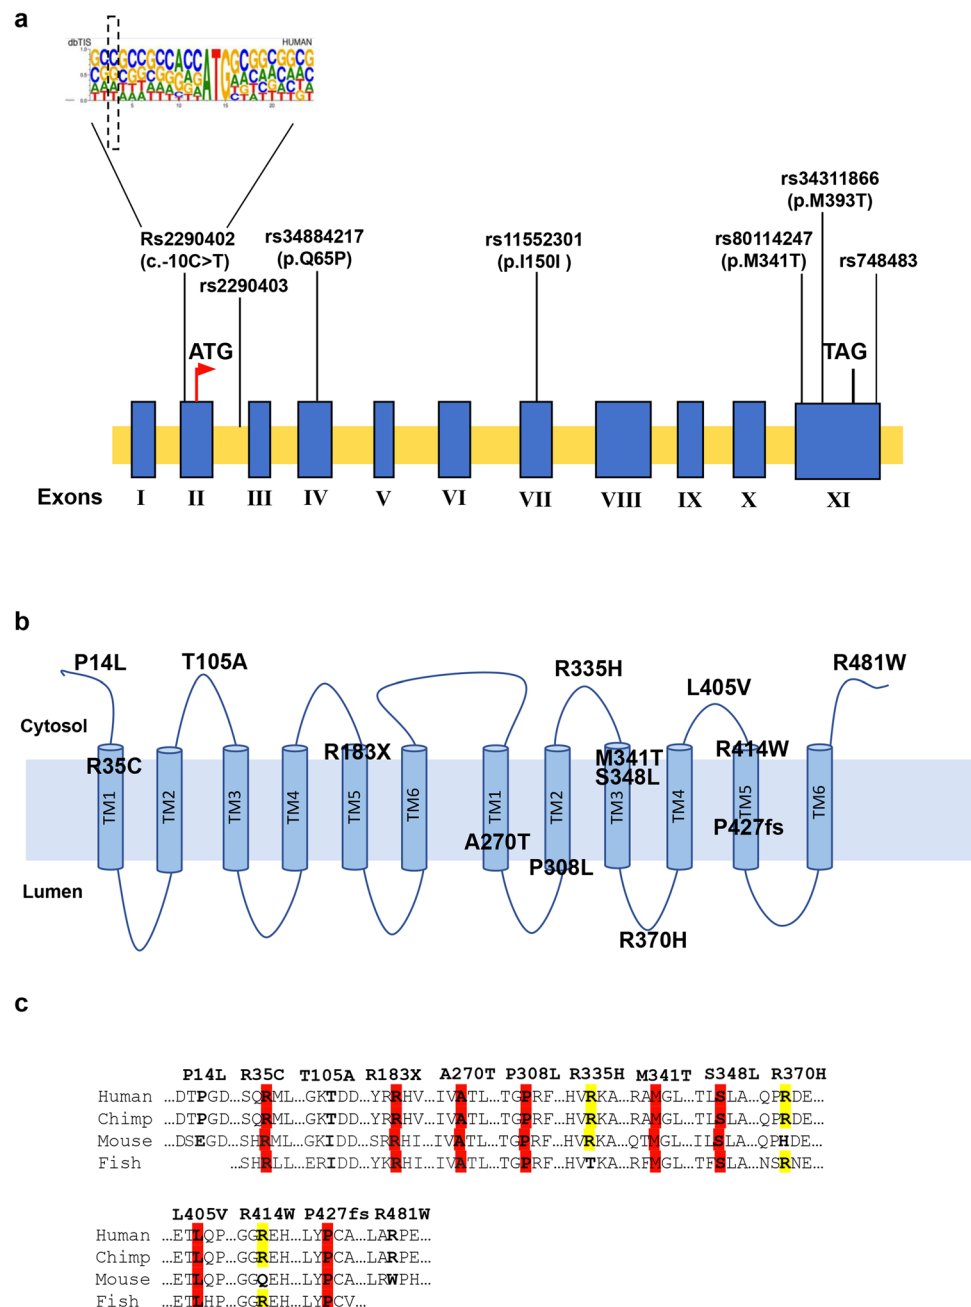 a
dbTIS
HUMAN
rs34311866
(p.M393T)
Rs2290402
(c.-10C>T)
rs34884217
(p.Q65P)
rs11552301
(p.I150I )
rs80114247
(p.M341T)
rs748483
rs2290403
ATG
TAG
Exons I II III IV V VI VII VIII IX X XI
b
P14L
T105A
R335H
L405V
R481W
Cytosol
R35C
R183X
M341T
S348L
R414W
TM1 TM2 TM3 TM4 TM5 TM6 TM1 TM2 TM3 TM4 TM5 TM6
A270T
P308L
P427fs
Lumen
R370H
c
P14L R35C T105A R183X A270T P308L R335H M341T S348L R370H
Human ...DTPGD...SQRML...GKTDD...YRRHV...IVATL...TGPRF...HVRKA...RAMGL...TLSLA...QPRDE...
Chimp ...DTPGD...SQRML...GKTDD...YRRHV...IVATL...TGPRF...HVRKA...RAMGL...TLSLA...QPRDE...
Mouse ...DSEGD...SHRML...GKIDD...SRRHI...IVATL...TGPRF...HVRKA...QTMGL...ILSLA...QPHDE...
Fish ...SHRLL...ERIDD...YKRHI...IVATL...TGPRF...HVTKA...RFMGL...TFSLA...NSRNE...
L405V R414W P427fs R481W
Human ...ETLQP...GGREH...LYPCA...LARPE...
Chimp ...ETLQP...GGREH...LYPCA...LARPE...
Mouse ...ETLQP...GGQEH...LYPCA...LRWPH...
Fish ...ETLHP...GGREH...LYPCV...